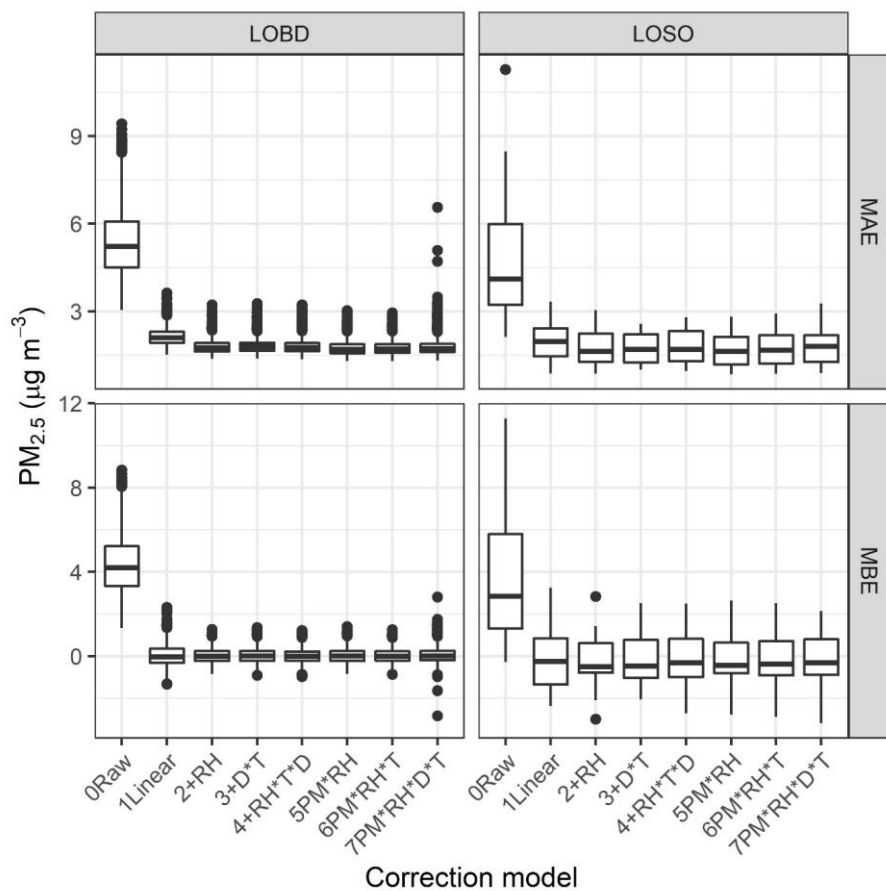 LOBD LOSO
9
6
3
MAE
12
8
4
0
MBE
PM2.5 (μg m−3)
0Raw 1Linear 2+RH 3+D*T 4+RH*T*D 5PM*RH 6PM*RH*T 7PM*RH*D*T 0Raw 1Linear 2+RH 3+D*T 4+RH*T*D 5PM*RH 6PM*RH*T 7PM*RH*D*T
Correction model